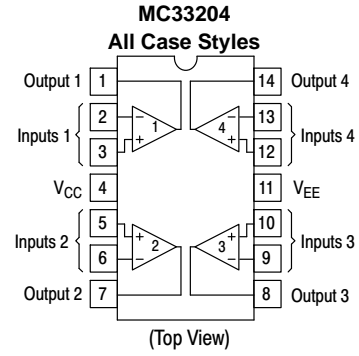 MC33204
All Case Styles
Output 1 1 14 Output 4
2 − − 13
Inputs 1 1 4 Inputs 4
3 + + 12
VCC 4 11 VEE
5 + + 10
Inputs 2 2 3 Inputs 3
6 − − 9
Output 2 7 8 Output 3
(Top View)